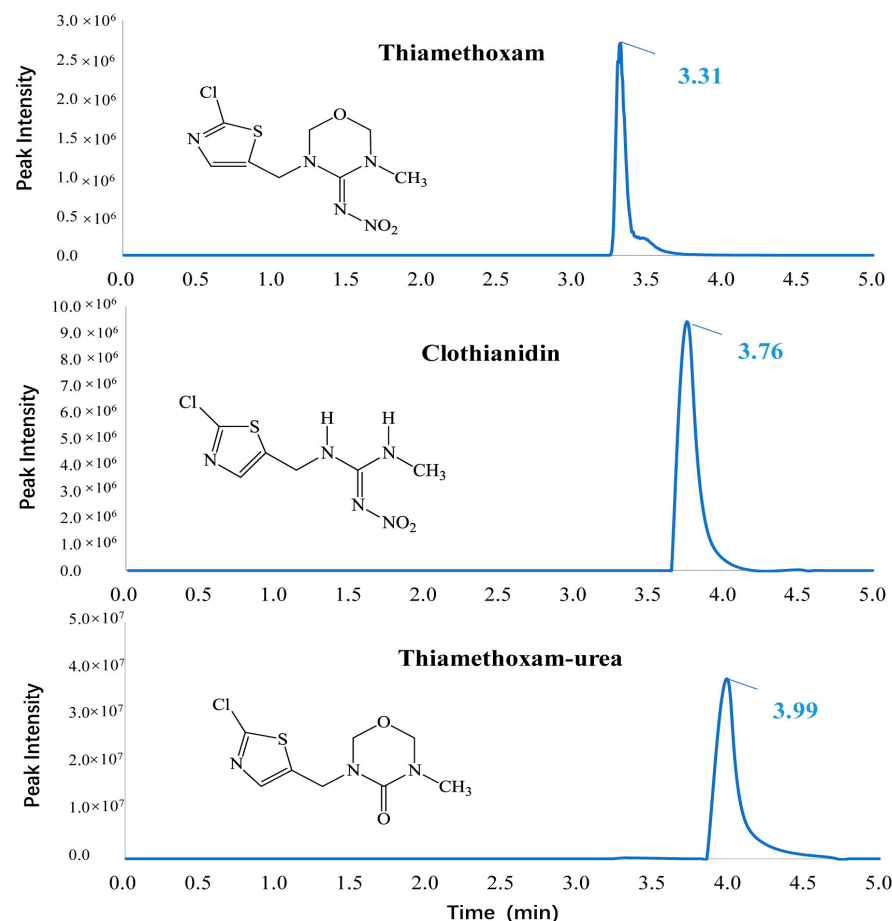 3.0 ×10⁶
Thiamethoxam
2.5 ×10⁶
3.31
2.0 ×10⁶
1.5 ×10⁶
1.0 ×10⁶
0.5 ×10⁶
0.0
Peak Intensity
Cl
N
S
O
N
N
CH₃
N
NO₂
0.0 0.5 1.0 1.5 2.0 2.5 3.0 3.5 4.0 4.5 5.0
10.0 ×10⁶
9.0 ×10⁶
Clothianidin
3.76
8.0 ×10⁶
7.0 ×10⁶
6.0 ×10⁶
5.0 ×10⁶
4.0 ×10⁶
3.0 ×10⁶
2.0 ×10⁶
1.0 ×10⁶
0.0
Peak Intensity
Cl
H H
S
N
N
N
CH₃
N
NO₂
0.0 0.5 1.0 1.5 2.0 2.5 3.0 3.5 4.0 4.5 5.0
5.0×10⁷
Thiamethoxam-urea
4.0×10⁷
3.99
3.0×10⁷
2.0×10⁷
1.0×10⁷
0.0
Peak Intensity
Cl
O
S
N
N
N
CH₃
O
0.0 0.5 1.0 1.5 2.0 2.5 3.0 3.5 4.0 4.5 5.0
Time (min)